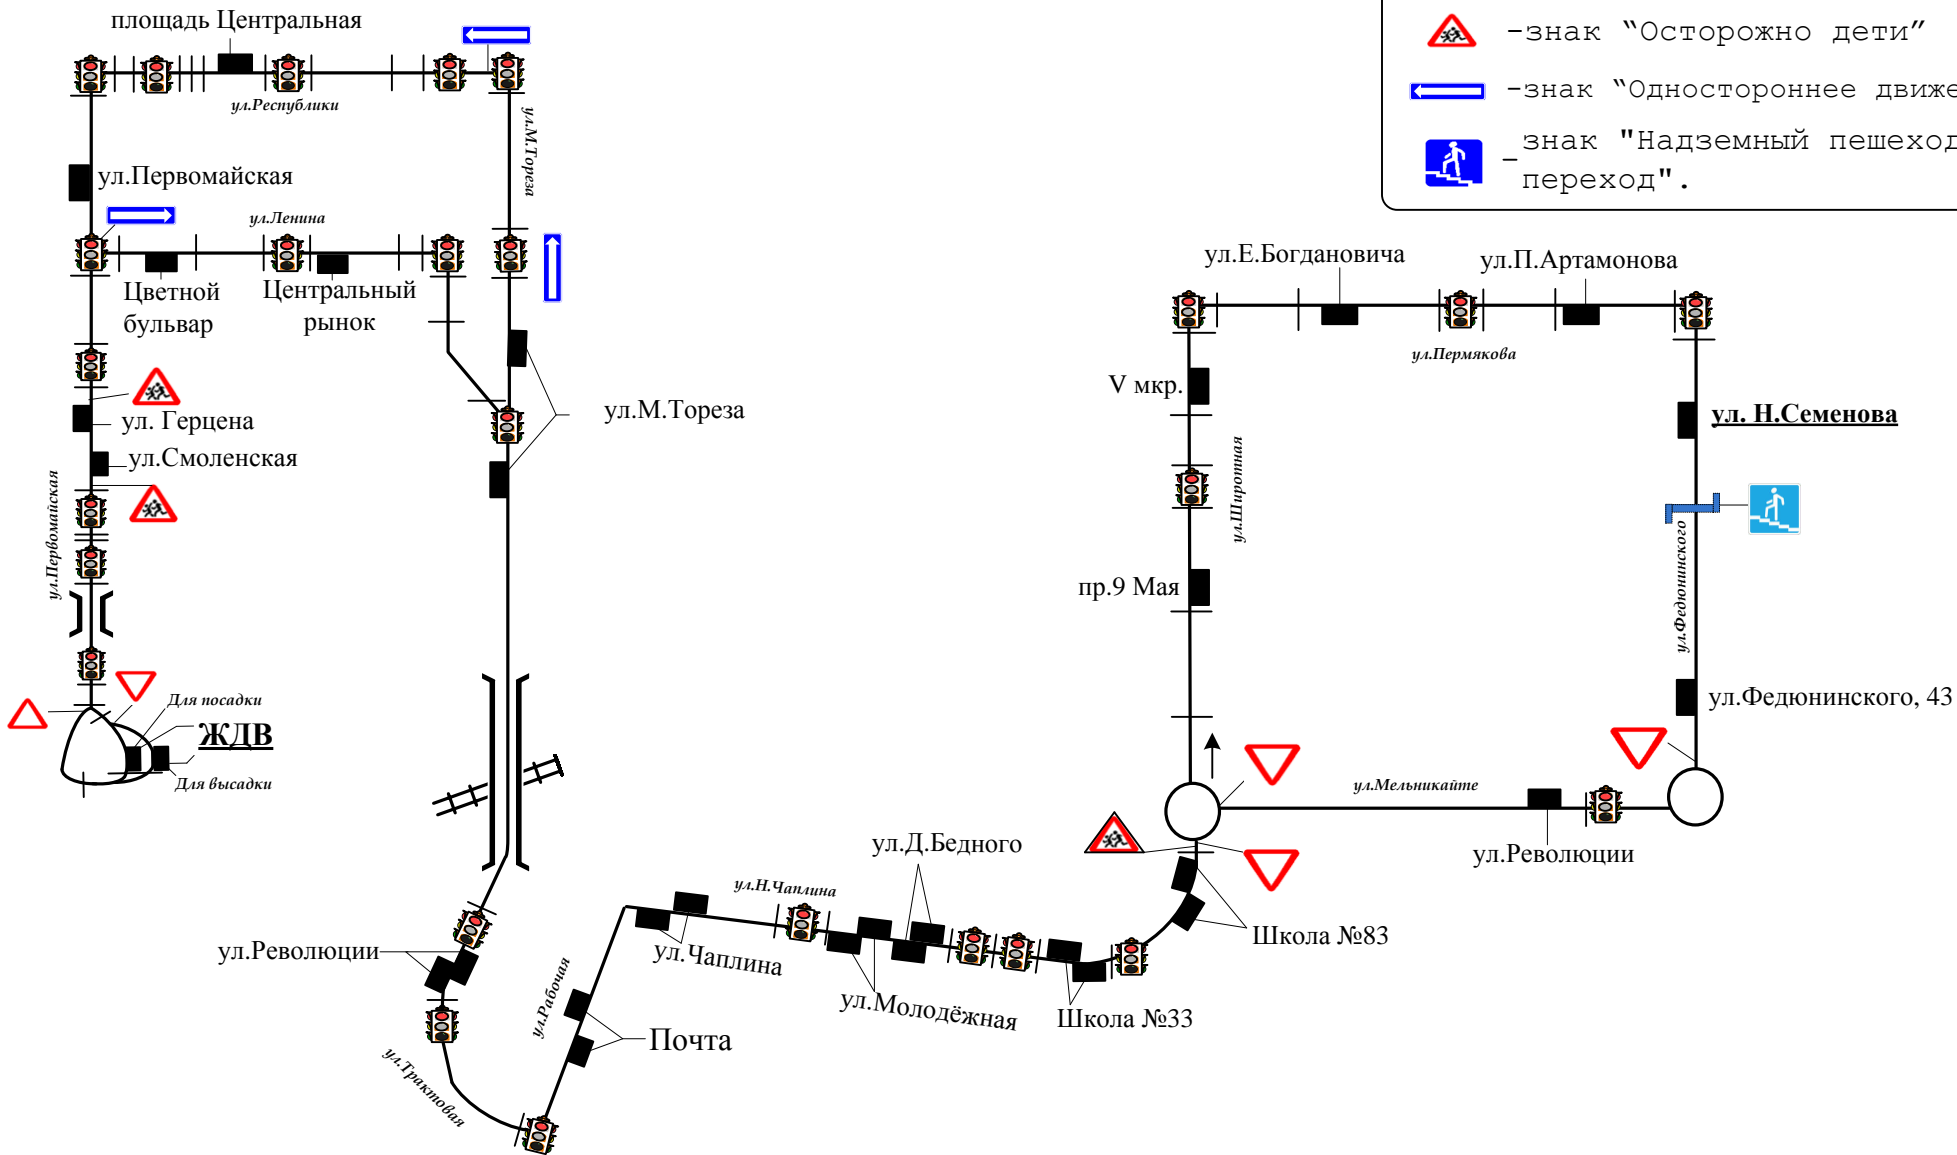 площадь Центральная
-знак “Осторожно дети”
-знак “Одностороннее движе
- знак "Надземный пешеход
переход".
ул.Республики
ул.М.Тореза
ул.Первомайская
ул.Ленина
Цветной
бульвар
Центральный
рынок
ул.Е.Богдановича
ул.П.Артамонова
ул.Пермякова
V мкр.
ул. Герцена
ул.М.Тореза
ул. Н.Семенова
ул.Смоленская
ул.Первомайская
ул.Широтная
ул.Федюнинского
пр.9 Мая
ул.Федюнинского, 43
Для посадки
ЖДВ
Для высадки
ул.Мельникайте
ул.Революции
ул.Д.Бедного
ул.Н.Чаплина
Школа №83
ул.Революции
ул.Чаплина
ул.Молодёжная
Школа №33
ул.Рабочая
Почта
ул.Трактовая